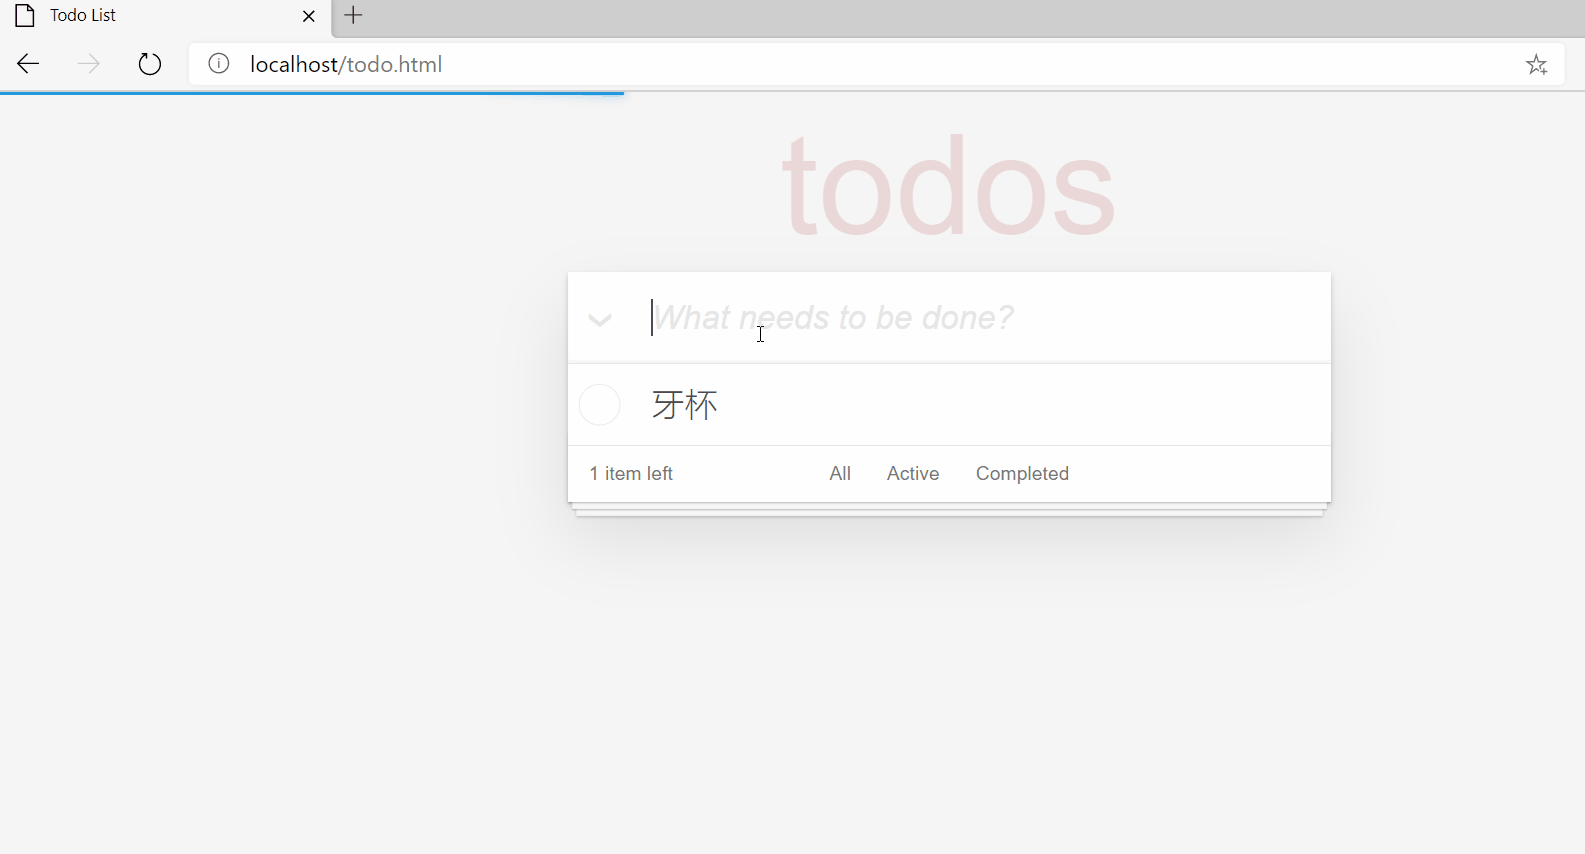 Todo List
localhost/todo.html
todos
What needs to be done?
牙杯
1 item left All Active Completed